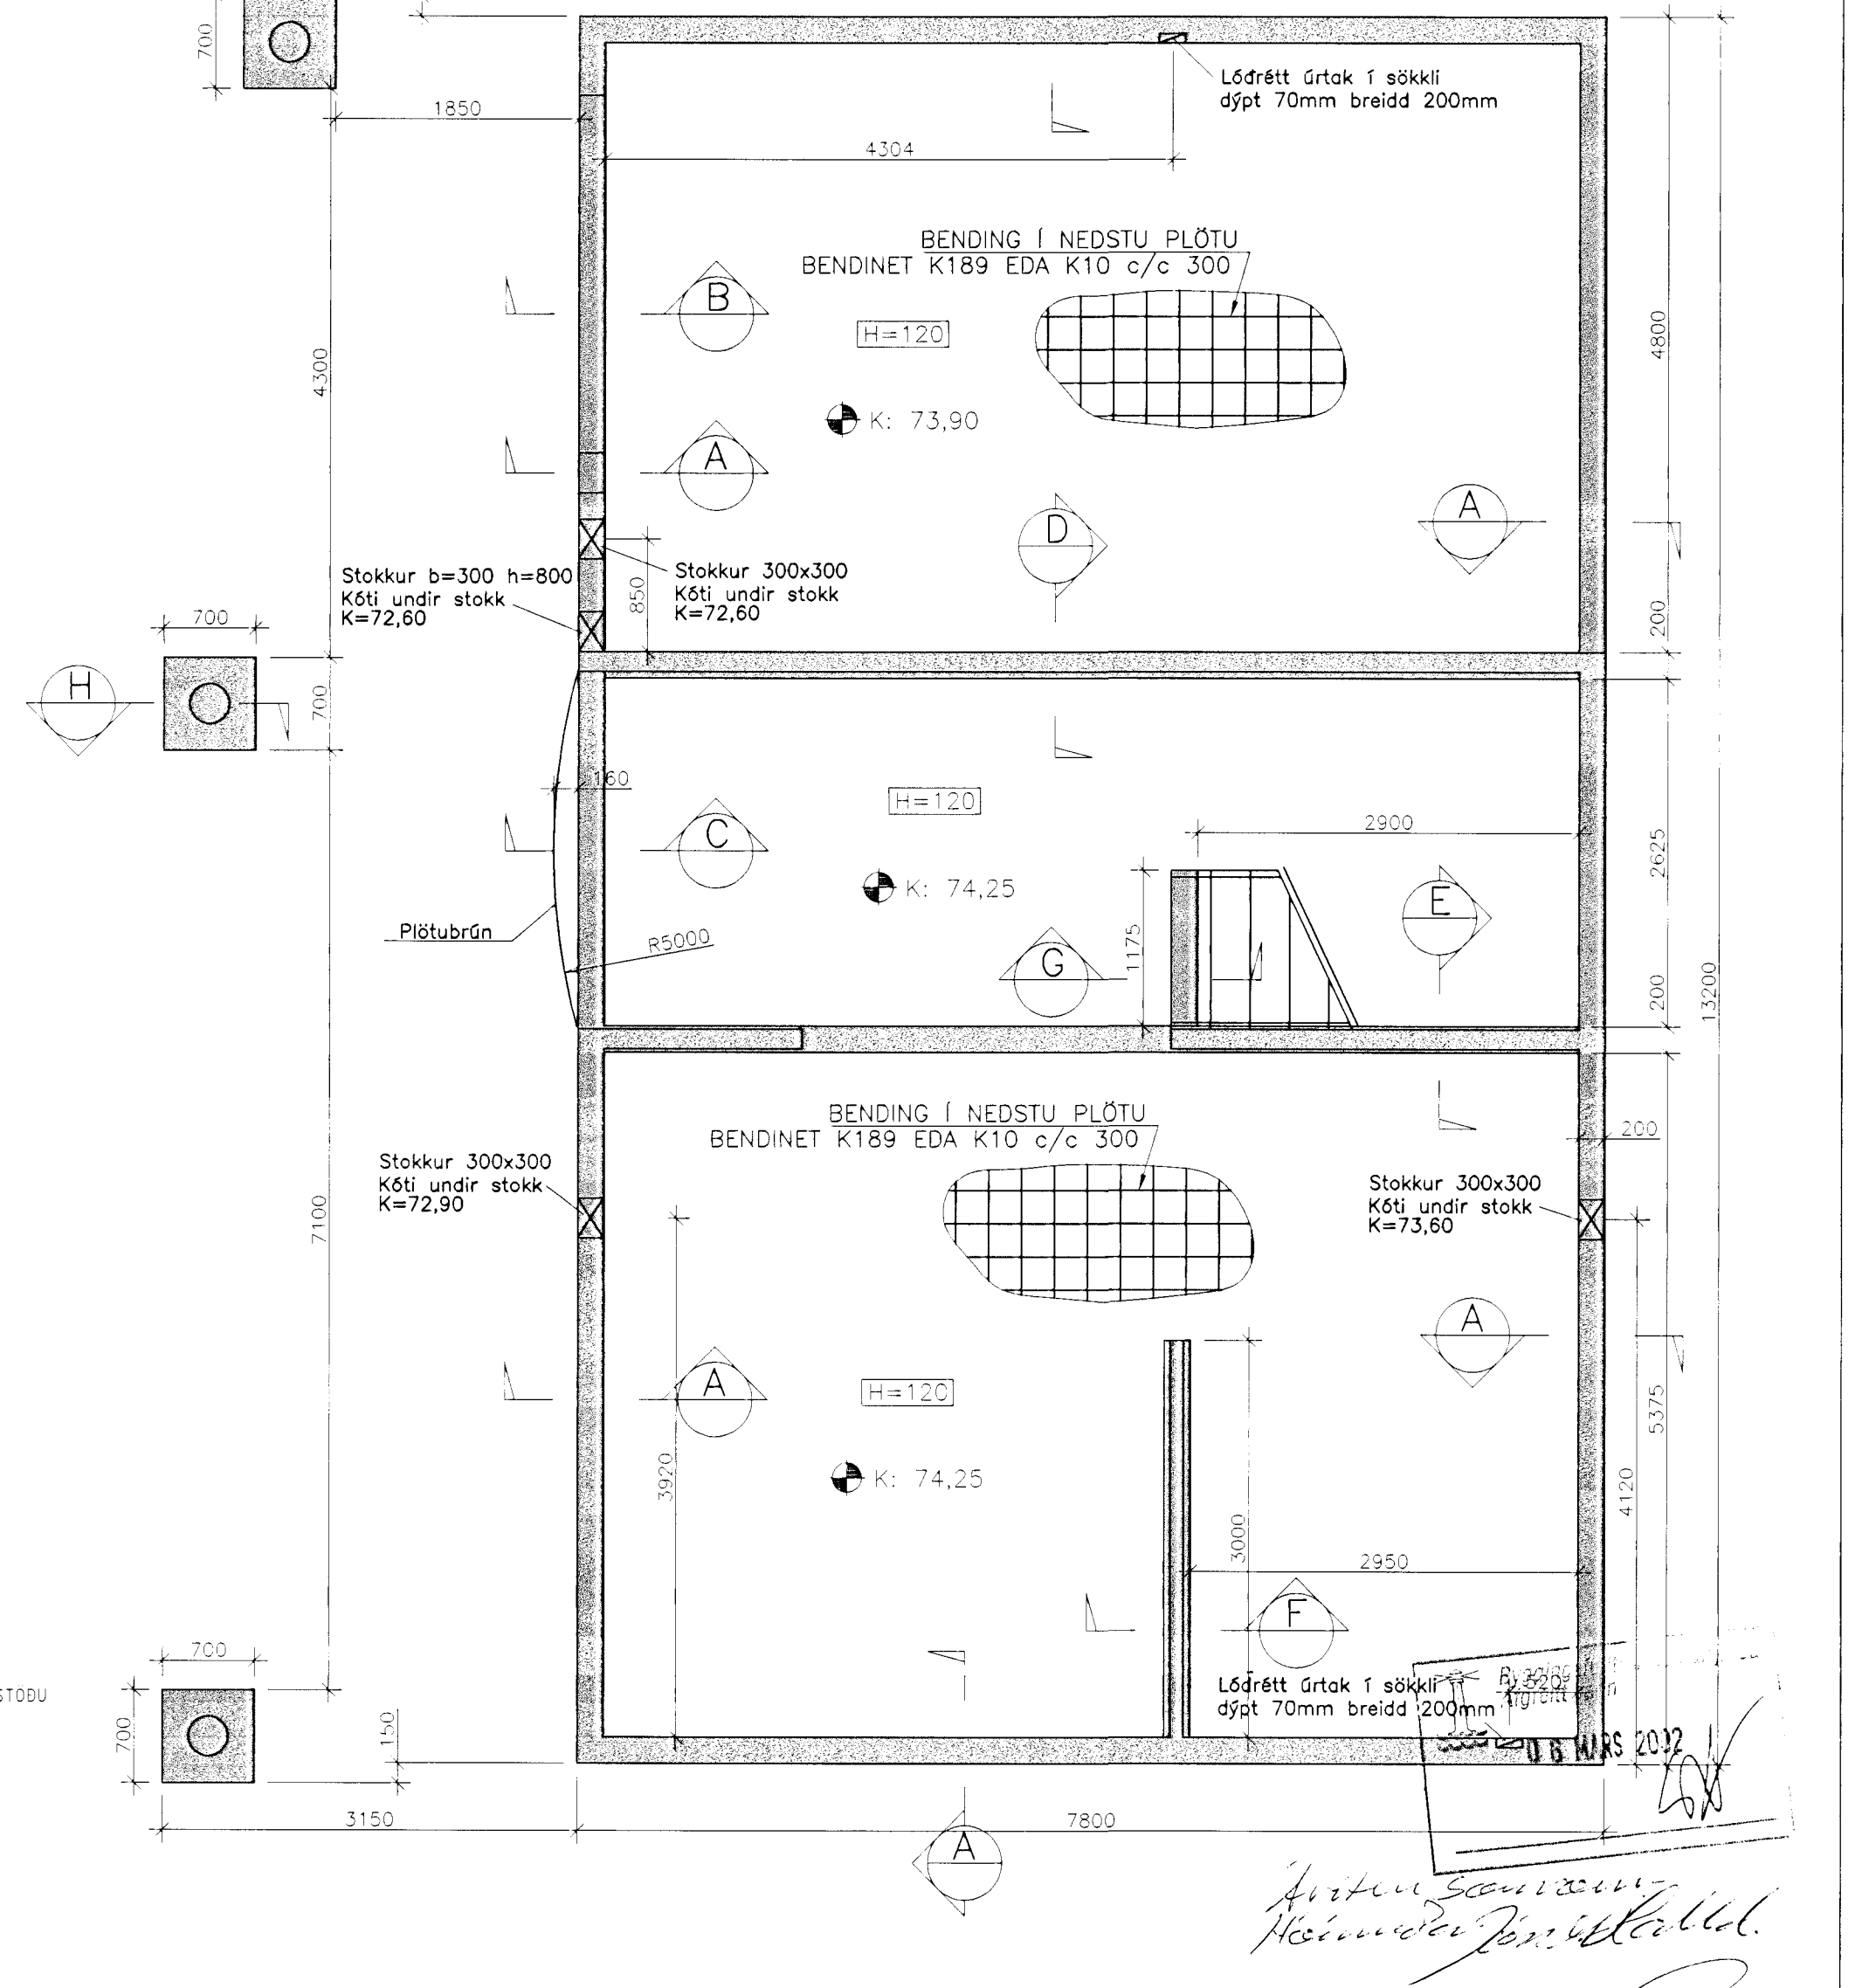 700
1850
Lóðrétt úrtak í sökkli
dýpt 70mm breidd 200mm
4304
BENDING Í NEDSTU PLÖTU
BENDINET K189 EDA K10 c/c 300
B
H=120
4300
4800
K: 73,90
A
A
D
Stokkur b=300 h=800
Kóti undir stokk
K=72,60
850
Stokkur 300x300
Kóti undir stokk
K=72,60
200
700
H
700
160
H=120
2900
C
2625
K: 74,25
E
Plötubrún
R5000
G
1175
200
13200
BENDING Í NEDSTU PLÖTU
BENDINET K189 EDA K10 c/c 300
200
Stokkur 300x300
Kóti undir stokk
K=72,90
Stokkur 300x300
Kóti undir stokk
K=73,60
7100
A
A
H=120
5375
3920
K: 74,25
4120
3000
2950
F
700
STOÐU
Lóðrétt úrtak í sökkli
dýpt 70mm breidd 200mm
520
700
150
06 MARS 2002
3150
7800
A